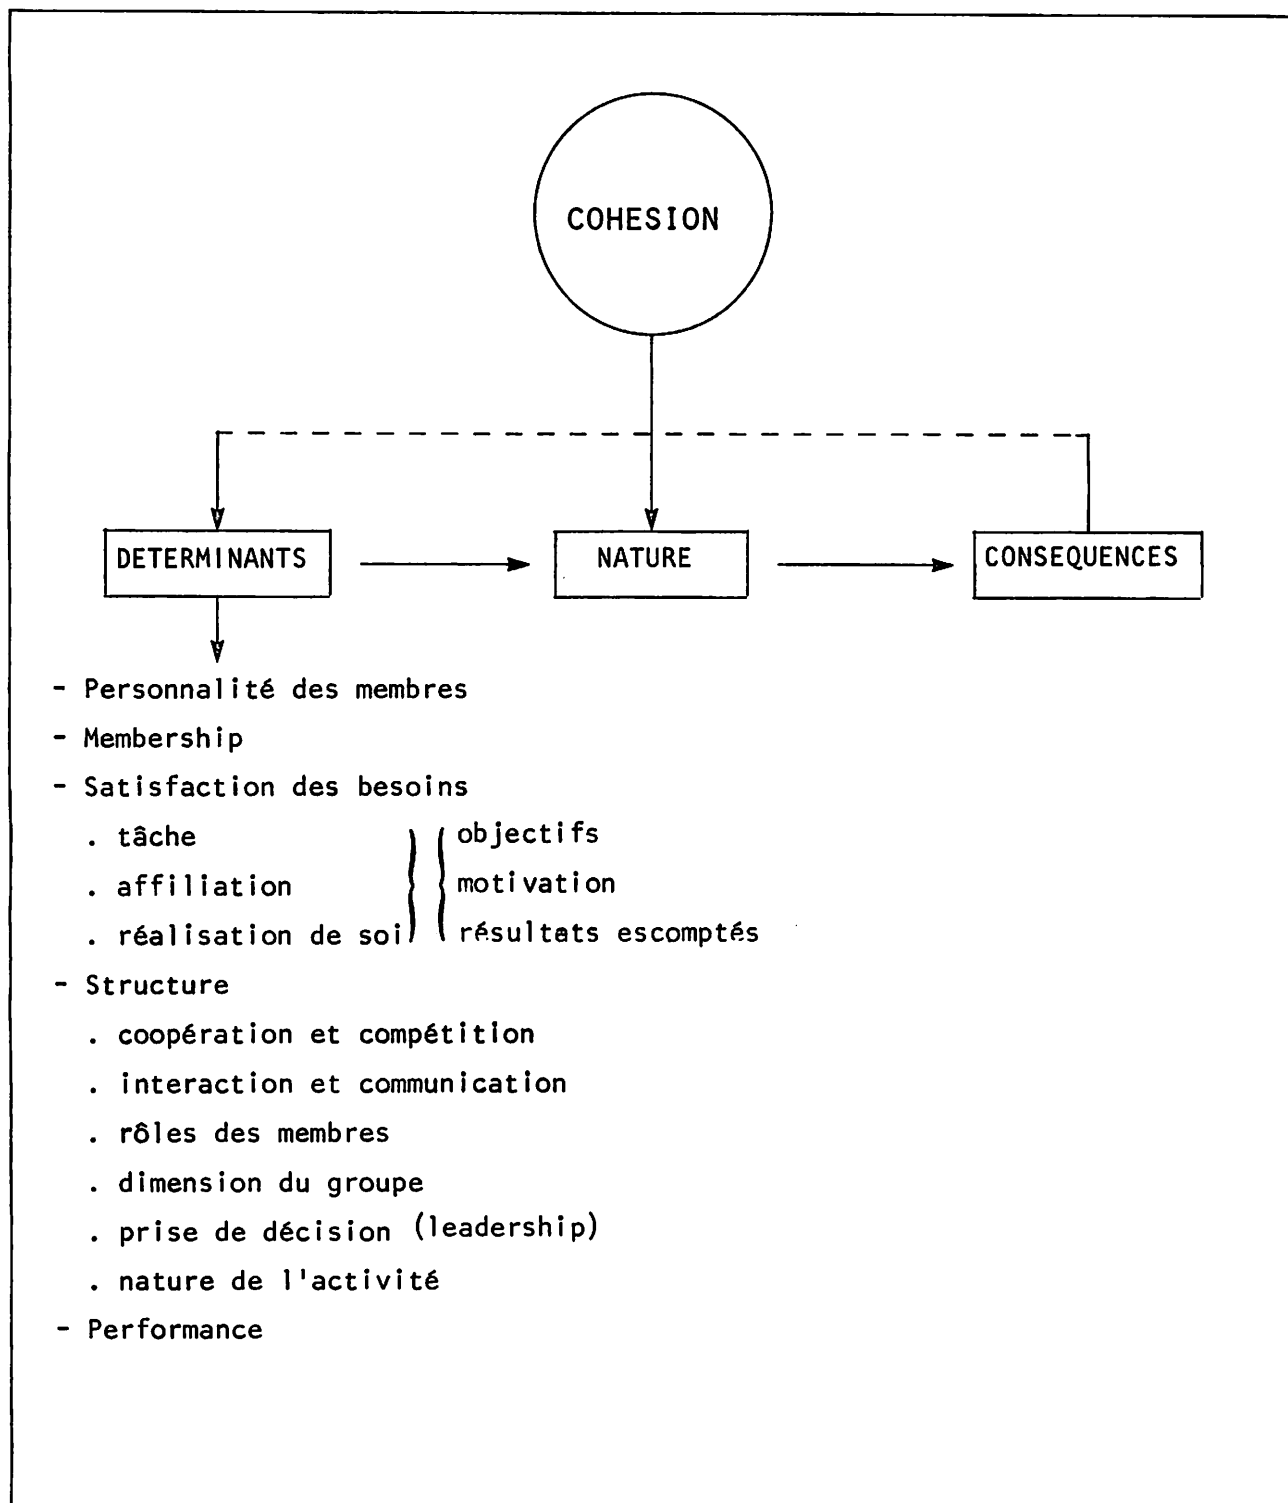 COHESION
DETERMINANTS NATURE CONSEQUENCES
- Personnalité des membres
- Membership
- Satisfaction des besoins
. tâche objectifs
. affiliation motivation
. réalisation de soi résultats escomptés
- Structure
. coopération et compétition
. interaction et communication
. rôles des membres
. dimension du groupe
. prise de décision (leadership)
. nature de l'activité
- Performance